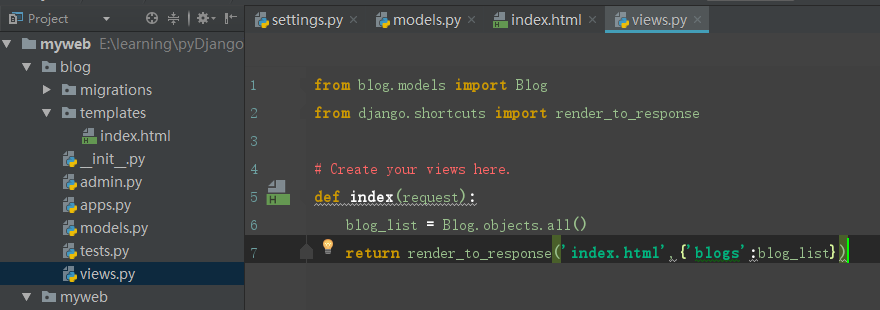 Project
settings.py
models.py
index.html
views.py
myweb E:\learning\pyDjango
blog
migrations
templates
index.html
__init__.py
admin.py
apps.py
models.py
tests.py
views.py
myweb
1 from blog.models import Blog
2 from django.shortcuts import render_to_response
3
4 # Create your views here.
5 def index(request):
6 blog_list = Blog.objects.all()
7 return render_to_response('index.html',{'blogs':blog_list})